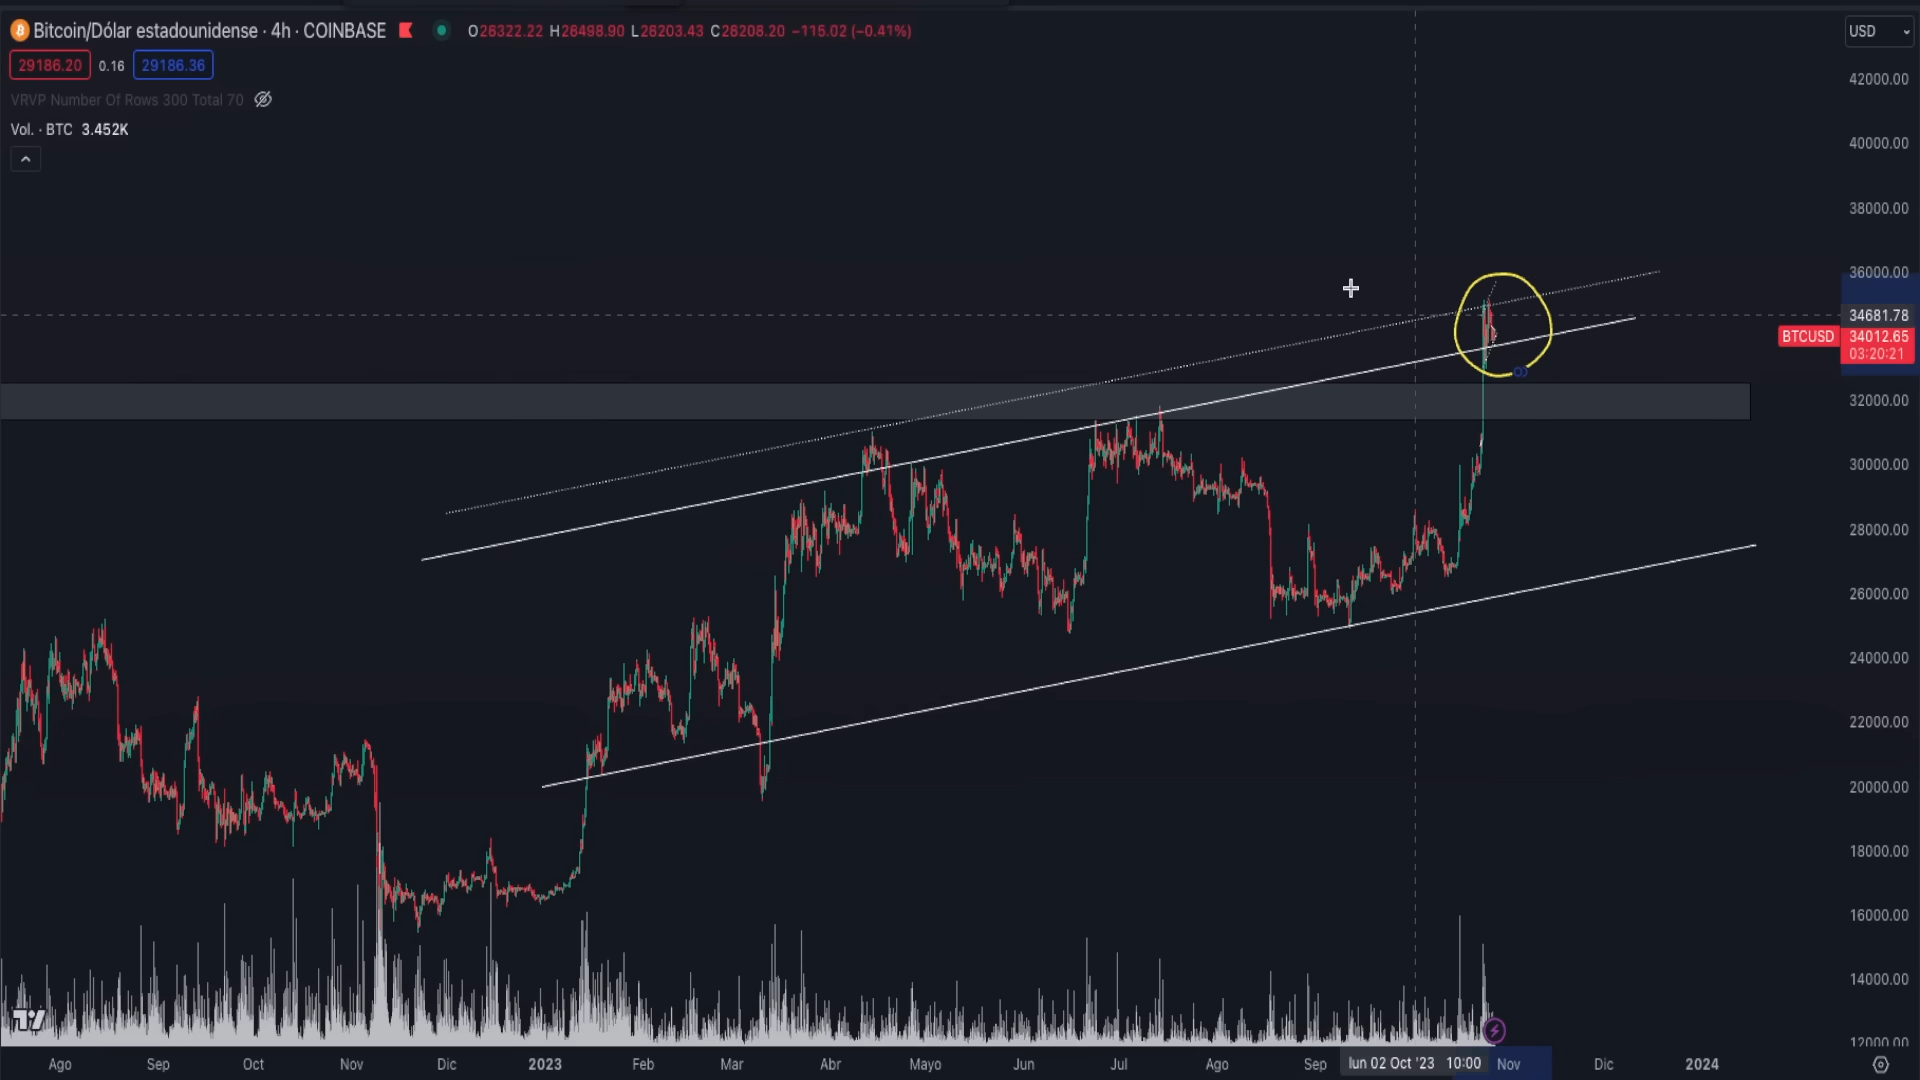 Bitcoin/Dólar estadounidense · 4h · COINBASE O26322.22 H26498.90 L26203.43 C26208.20 −115.02 (−0.41%)
USD
29186.20 0.16 29186.36
42000.00
VRVP Number Of Rows 300 Total 70
Vol. · BTC 3.452K
40000.00
38000.00
36000.00
34681.78
BTCUSD 34012.65
03:20:21
32000.00
30000.00
28000.00
26000.00
24000.00
22000.00
20000.00
18000.00
16000.00
14000.00
12000.00
Ago Sep Oct Nov Dic 2023 Feb Mar Abr Mayo Jun Jul Ago Sep lun 02 Oct '23 10:00 Nov Dic 2024